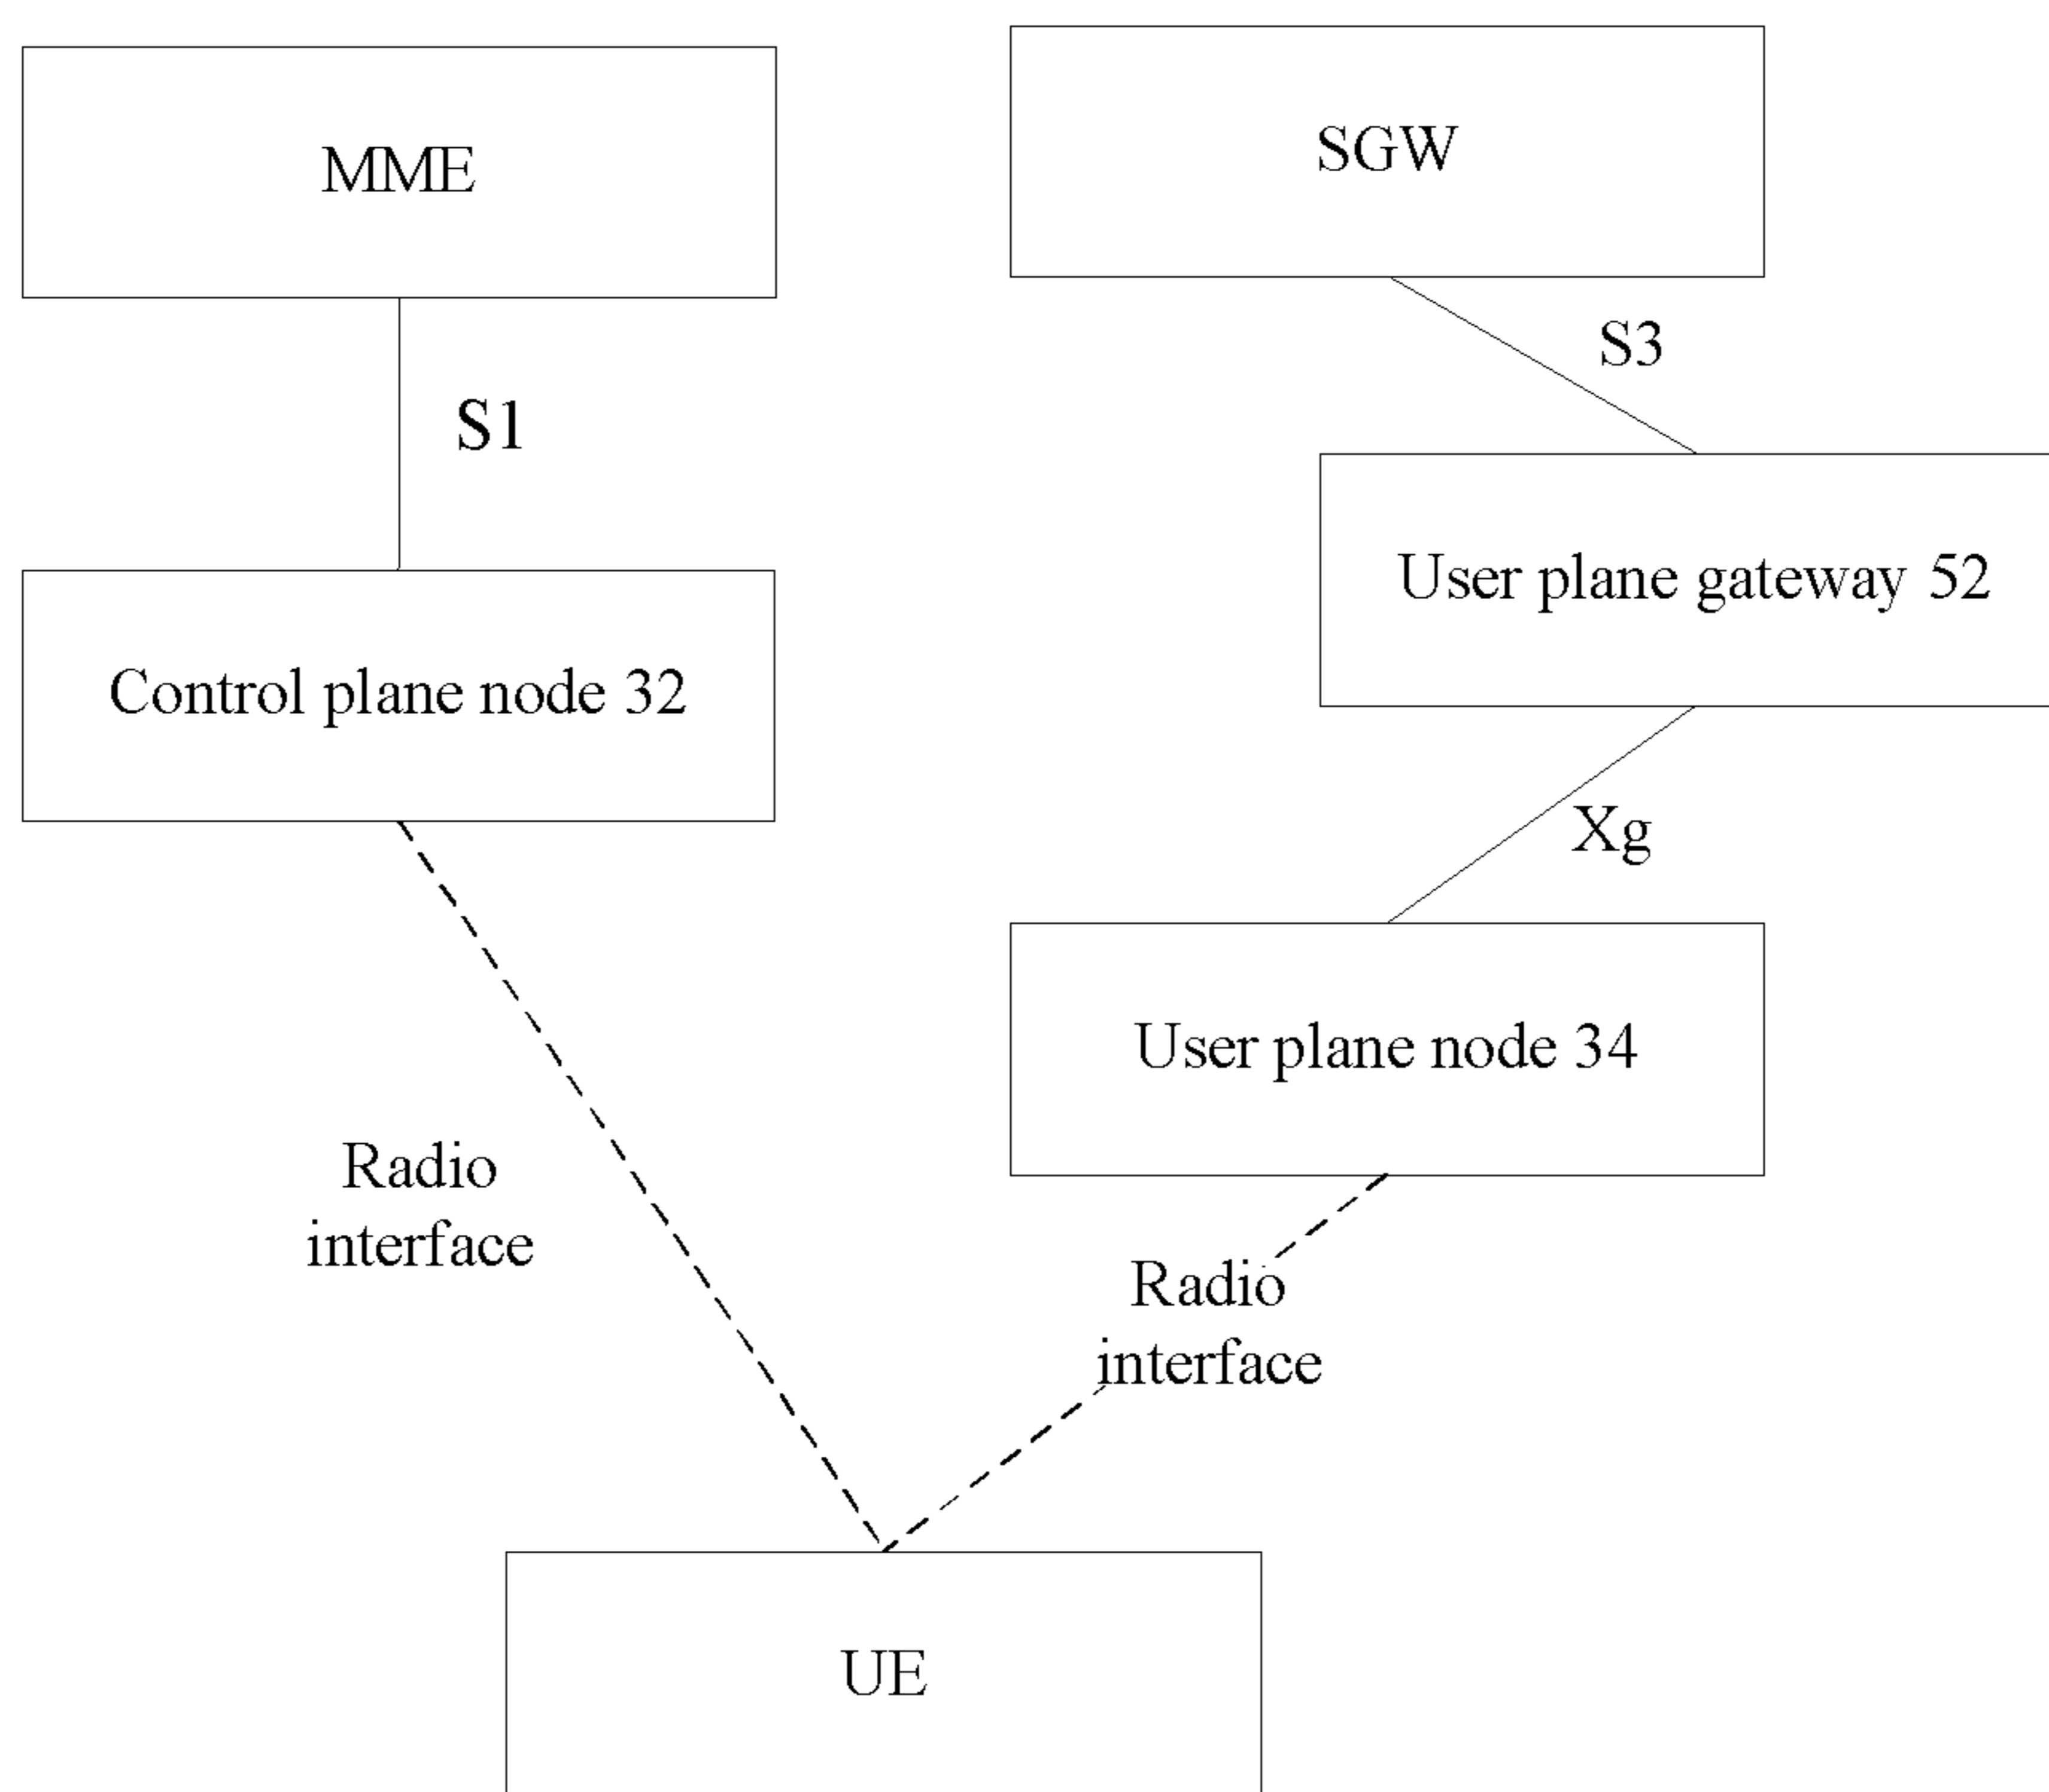 MME
SGW
S1
S3
User plane gateway 52
Control plane node 32
Xg
User plane node 34
Radio
interface
Radio
interface
UE